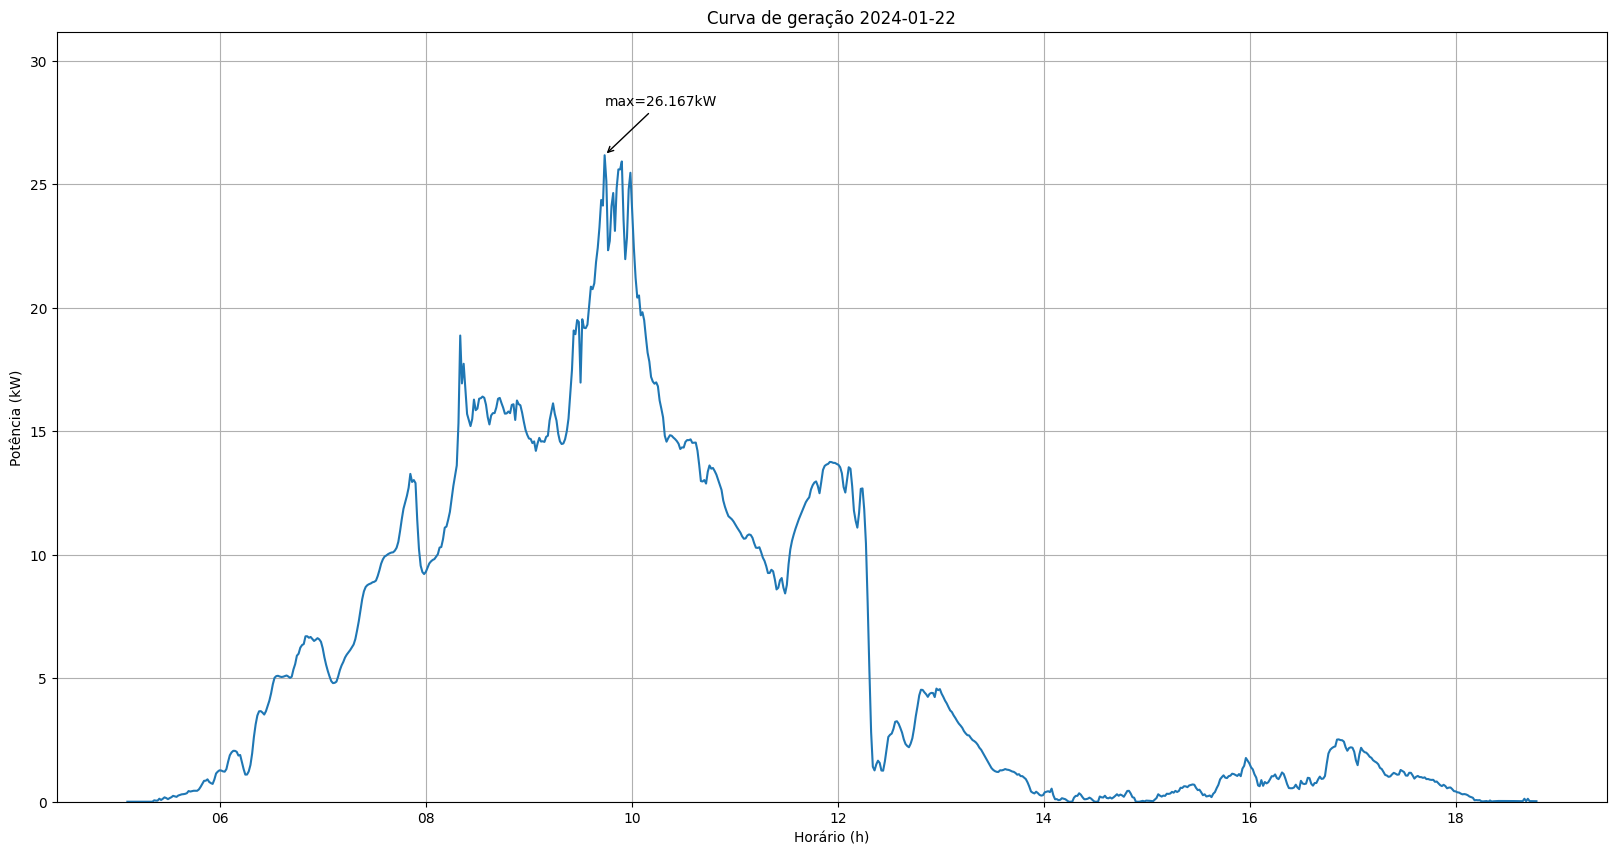 Curva de geração 2024-01-22
30
max=26.167kW
25
20
15
Potência (kW)
10
5
0
06 08 10 12 14 16 18
Horário (h)